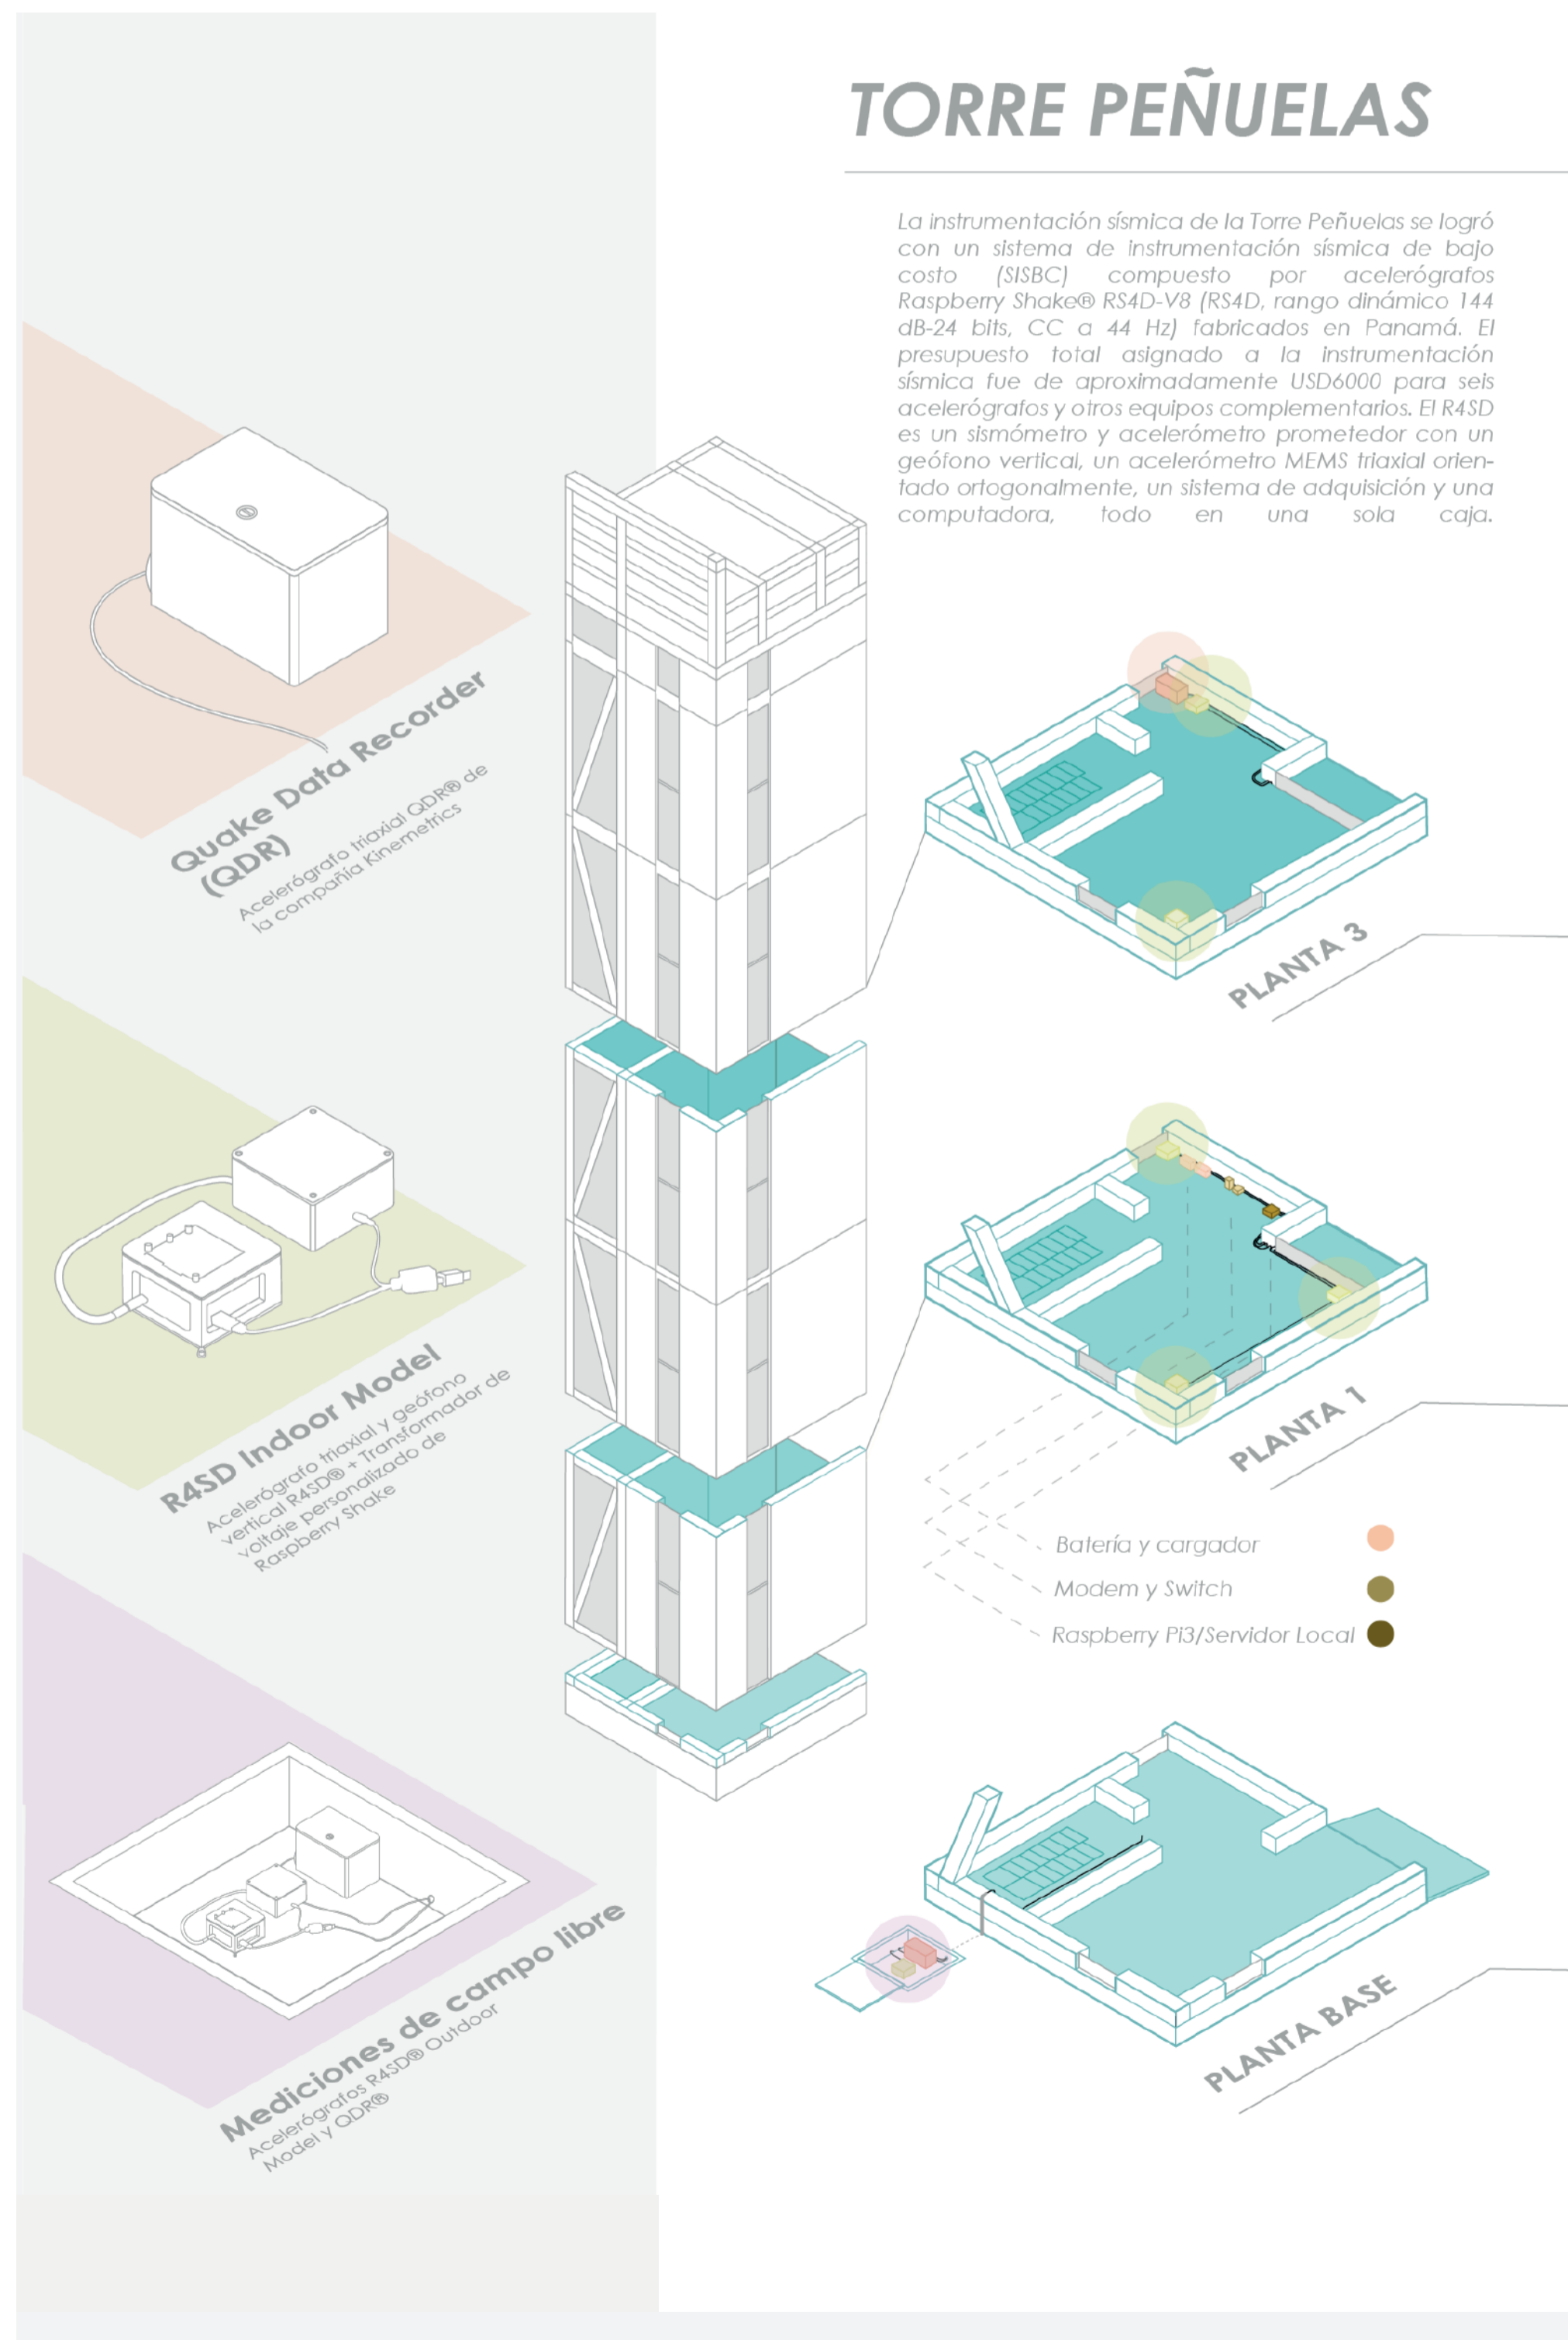 TORRE PEÑUELAS
La instrumentación sísmica de la Torre Peñuelas se logró
con un sistema de instrumentación sísmica de bajo
costo (SISBC) compuesto por acelerógrafos
Raspberry Shake® RS4D-V8 (RS4D, rango dinámico 144
dB-24 bits, CC a 44 Hz) fabricados en Panamá. El
presupuesto total asignado a la instrumentación
sísmica fue de aproximadamente USD6000 para seis
acelerógrafos y otros equipos complementarios. El R4SD
es un sismómetro y acelerómetro prometedor con un
geófono vertical, un acelerómetro MEMS triaxial orien-
tado ortogonalmente, un sistema de adquisición y una
computadora, todo en una sola caja.
Quake Data Recorder
(QDR)
Acelerógrafo triaxial QDR® de
la compañía Kinemetrics
PLANTA 3
R4SD Indoor Model
Acelerógrafo triaxial y geófono
vertical R4SD® + Transformador de
voltaje personalizado de
Raspberry Shake
PLANTA 1
Batería y cargador
Modem y Switch
Raspberry Pi3/Servidor Local
Mediciones de campo libre
Acelerógrafos R4SD® Outdoor
Model y QDR®
PLANTA BASE